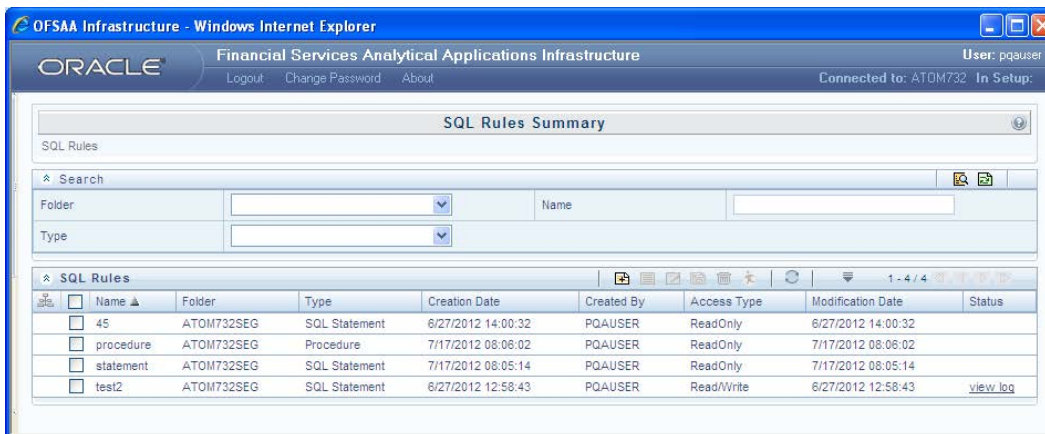 OFSAA Infrastructure - Windows Internet Explorer
ORACLE
Financial Services Analytical Applications Infrastructure
User: pqauser
Logout Change Password About
Connected to: ATOM732 In Setup:
SQL Rules Summary
SQL Rules
Search
Folder
Name
Type
SQL Rules
1 - 4 / 4
Name Folder Type Creation Date Created By Access Type Modification Date Status
45 ATOM732SEG SQL Statement 6/27/2012 14:00:32 PQAUSER ReadOnly 6/27/2012 14:00:32
procedure ATOM732SEG Procedure 7/17/2012 08:06:02 PQAUSER ReadOnly 7/17/2012 08:06:02
statement ATOM732SEG SQL Statement 7/17/2012 08:05:14 PQAUSER ReadOnly 7/17/2012 08:05:14
test2 ATOM732SEG SQL Statement 6/27/2012 12:58:43 PQAUSER Read/Write 6/27/2012 12:58:43 view log